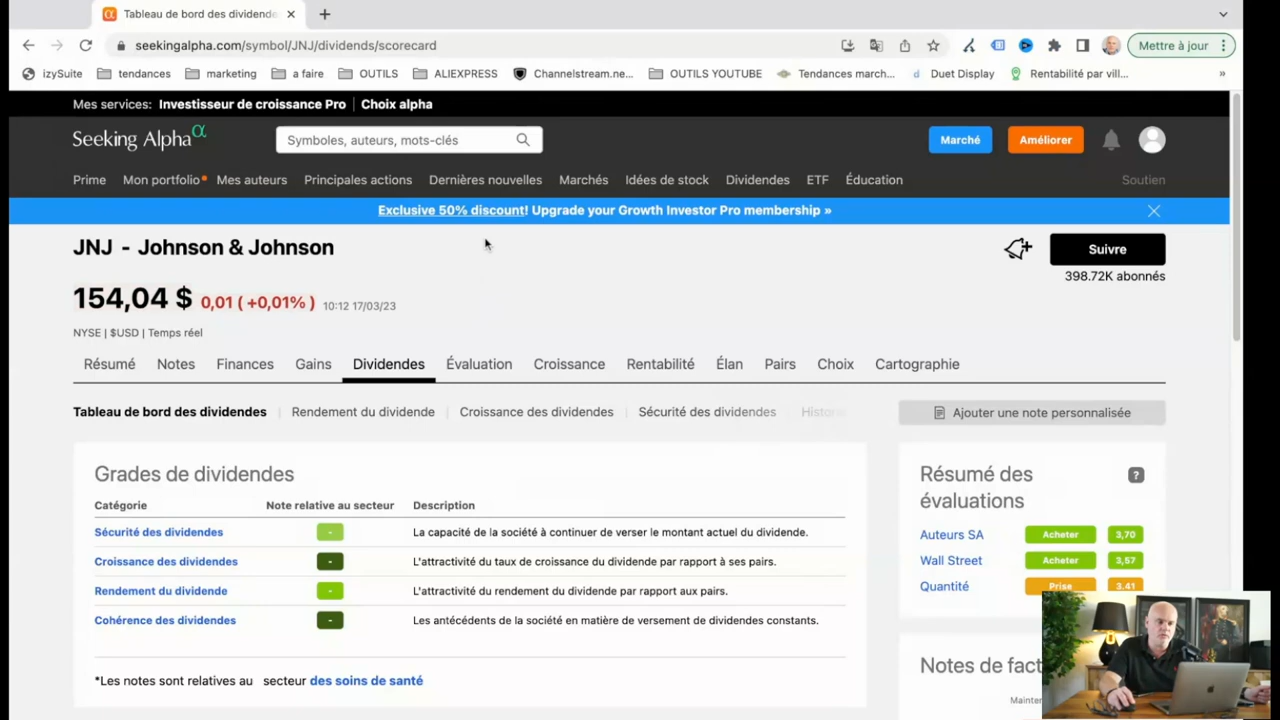 Tableau de bord des dividende
seekingalpha.com/symbol/JNJ/dividends/scorecard
Mettre à jour
izySuite
tendances
marketing
a faire
OUTILS
ALIEXPRESS
Channelstream.ne...
OUTILS YOUTUBE
Tendances march...
Duet Display
Rentabilité par vill...
»
Mes services: Investisseur de croissance Pro | Choix alpha
Seeking Alpha α
Symboles, auteurs, mots-clés
Marché
Améliorer
Prime
Mon portfolio
Mes auteurs
Principales actions
Dernières nouvelles
Marchés
Idées de stock
Dividendes
ETF
Éducation
Soutien
Exclusive 50% discount! Upgrade your Growth Investor Pro membership »
JNJ - Johnson & Johnson
Suivre
398.72K abonnés
154,04 $ 0,01 ( +0,01% ) 10:12 17/03/23
NYSE | $USD | Temps réel
Résumé
Notes
Finances
Gains
Dividendes
Évaluation
Croissance
Rentabilité
Élan
Pairs
Choix
Cartographie
Tableau de bord des dividendes
Rendement du dividende
Croissance des dividendes
Sécurité des dividendes
Ajouter une note personnalisée
Grades de dividendes
Catégorie
Note relative au secteur
Description
Sécurité des dividendes
-
La capacité de la société à continuer de verser le montant actuel du dividende.
Croissance des dividendes
-
L'attractivité du taux de croissance du dividende par rapport à ses pairs.
Rendement du dividende
-
L'attractivité du rendement du dividende par rapport aux pairs.
Cohérence des dividendes
-
Les antécédents de la société en matière de versement de dividendes constants.
*Les notes sont relatives au secteur des soins de santé
Résumé des
évaluations
?
Auteurs SA
Acheter
3,70
Wall Street
Acheter
3,57
Quantité
Prise
3.41
Notes de fact
Mainten